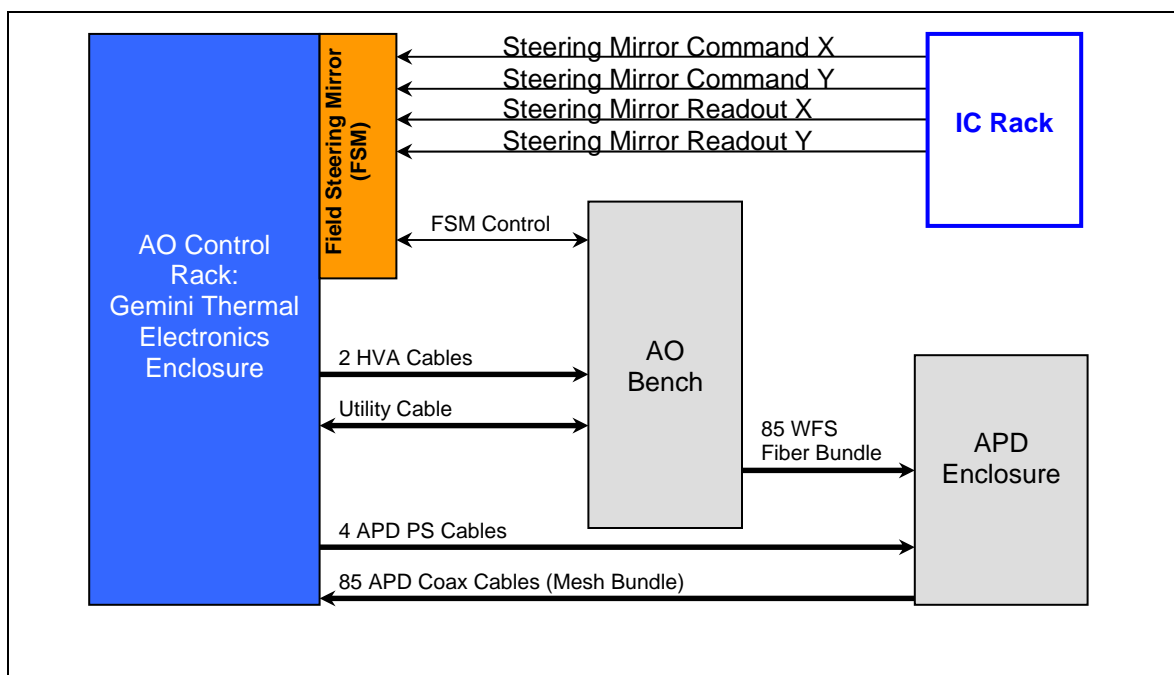 Steering Mirror Command X
Steering Mirror Command Y
Steering Mirror Readout X
Steering Mirror Readout Y
IC Rack
Field Steering Mirror
(FSM)
FSM Control
AO Control
Rack:
Gemini Thermal
Electronics
Enclosure
2 HVA Cables
Utility Cable
AO
Bench
85 WFS
Fiber Bundle
APD
Enclosure
4 APD PS Cables
85 APD Coax Cables (Mesh Bundle)